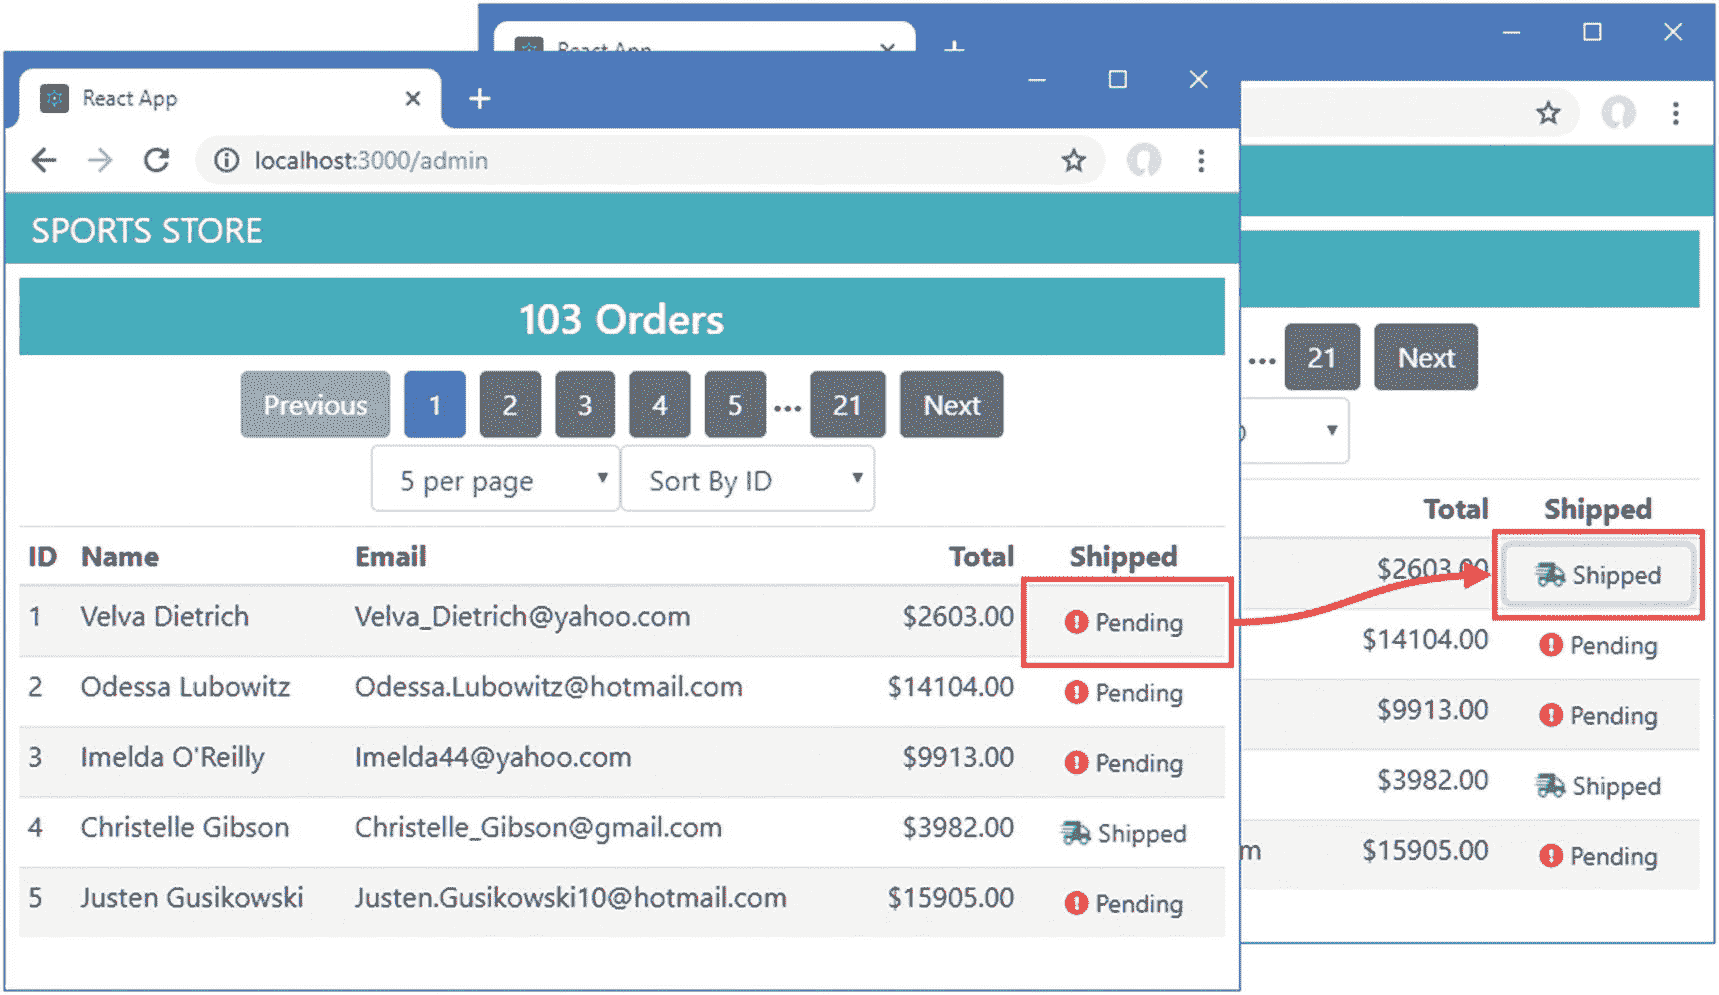 React App
localhost:3000/admin
SPORTS STORE
103 Orders
Previous 1 2 3 4 5 ... 21 Next
5 per page Sort By ID
ID Name Email Total Shipped
1 Velva Dietrich Velva_Dietrich@yahoo.com $2603.00 Pending
2 Odessa Lubowitz Odessa.Lubowitz@hotmail.com $14104.00 Pending
3 Imelda O'Reilly Imelda44@yahoo.com $9913.00 Pending
4 Christelle Gibson Christelle_Gibson@gmail.com $3982.00 Shipped
5 Justen Gusikowski Justen.Gusikowski10@hotmail.com $15905.00 Pending
React App
... 21 Next
Total Shipped
$2603.00 Shipped
$14104.00 Pending
$9913.00 Pending
$3982.00 Shipped
m $15905.00 Pending